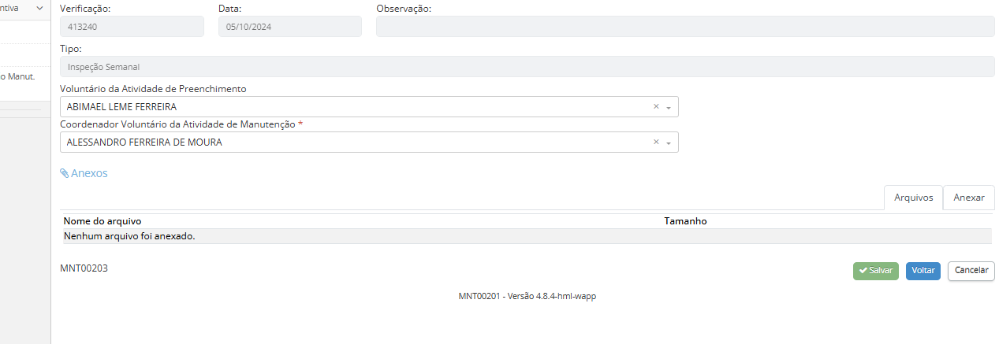 ntiva
Verificação: Data: Observação:
413240 05/10/2024
Tipo:
Inspeção Semanal
o Manut.
Voluntário da Atividade de Preenchimento
ABIMAEL LEME FERREIRA
Coordenador Voluntário da Atividade de Manutenção *
ALESSANDRO FERREIRA DE MOURA
Anexos
Arquivos Anexar
Nome do arquivo Tamanho
Nenhum arquivo foi anexado.
MNT00203 Salvar Voltar Cancelar
MNT00201 - Versão 4.8.4-hml-wapp